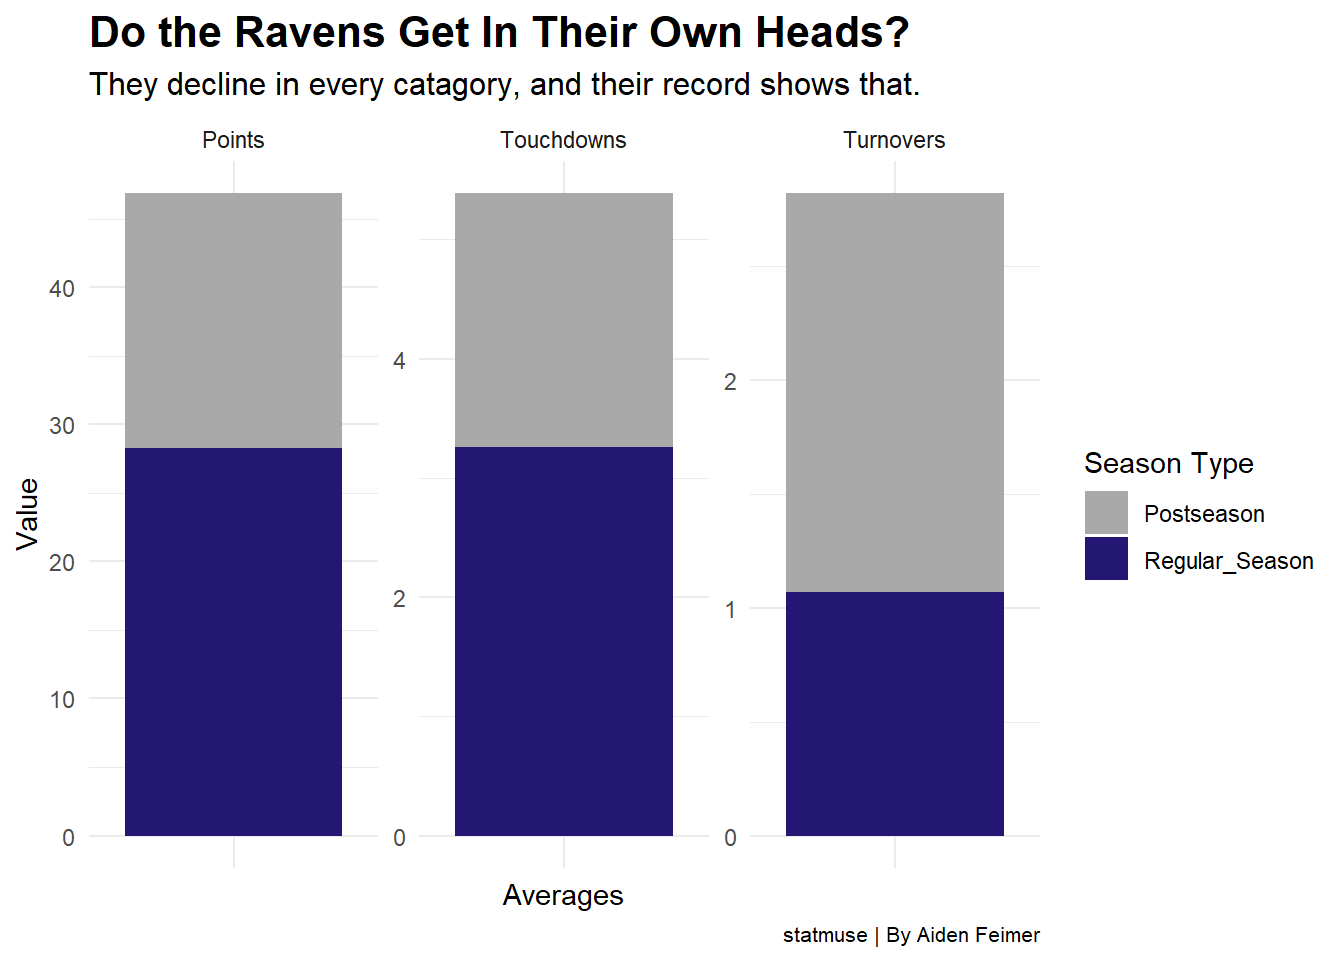 Do the Ravens Get In Their Own Heads?
They decline in every catagory, and their record shows that.
Points
Touchdowns
Turnovers
Value
40
30
20
10
0
4
2
0
2
1
0
Averages
Season Type
Postseason
Regular_Season
statmuse | By Aiden Feimer